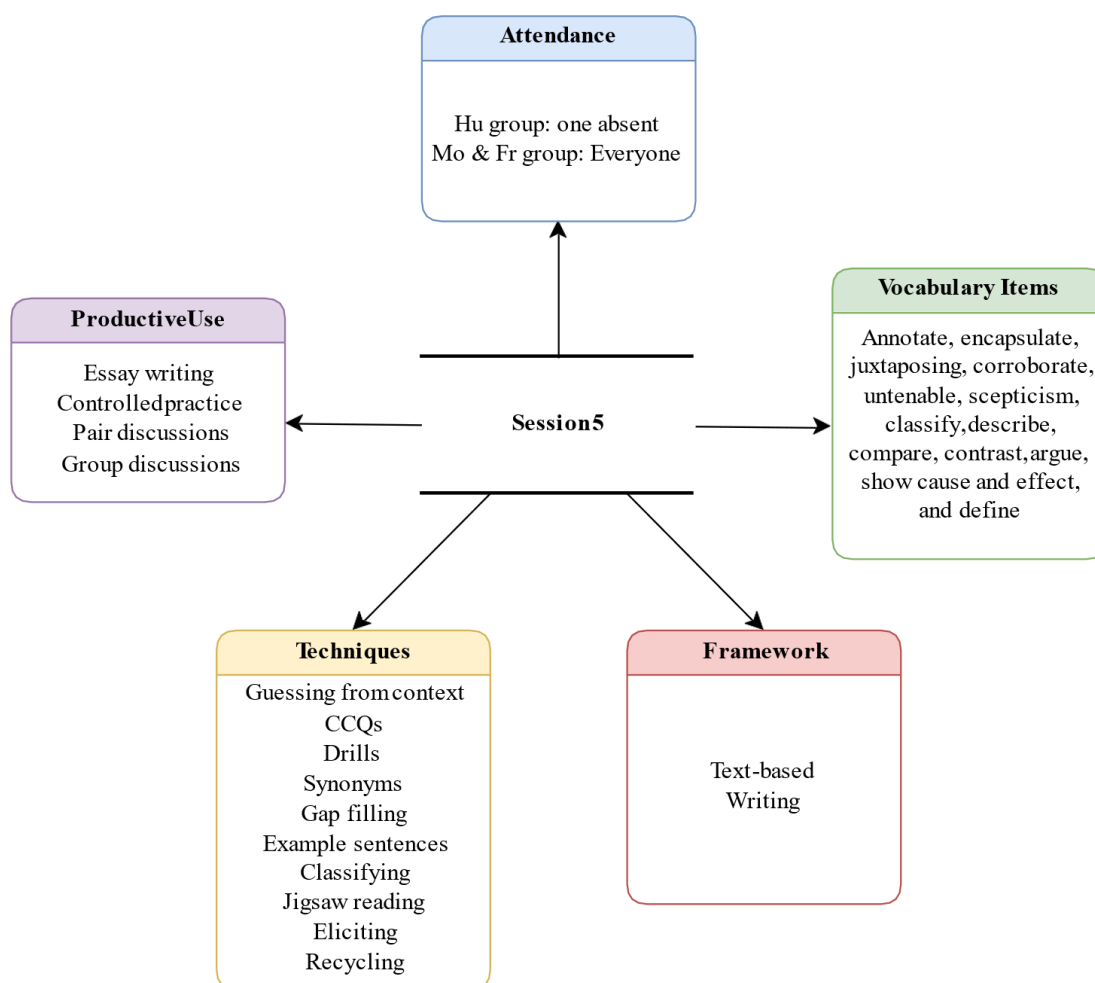 Attendance
Hu group: one absent
Mo & Fr group: Everyone
ProductiveUse
Essay writing
Controlledpractice
Pair discussions
Group discussions
Session5
Vocabulary Items
Annotate, encapsulate,
juxtaposing, corroborate,
untenable, scepticism,
classify,describe,
compare, contrast,argue,
show cause and effect,
and define
Techniques
Guessing fromcontext
CCQs
Drills
Synonyms
Gap filling
Example sentences
Classifying
Jigsaw reading
Eliciting
Recycling
Framework
Text-based
Writing